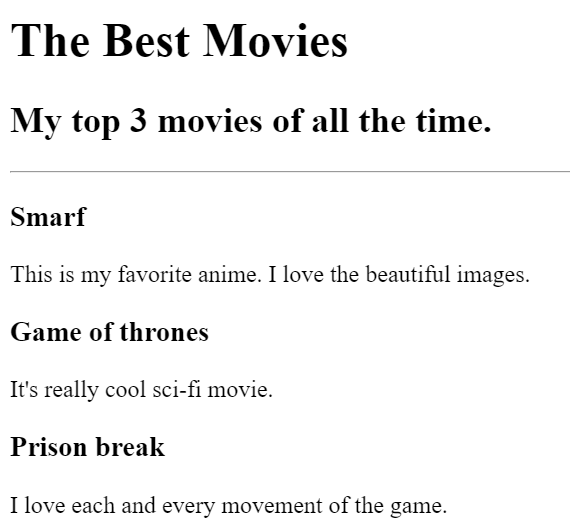 The Best Movies
My top 3 movies of all the time.
Smarf
This is my favorite anime. I love the beautiful images.
Game of thrones
It's really cool sci-fi movie.
Prison break
I love each and every movement of the game.